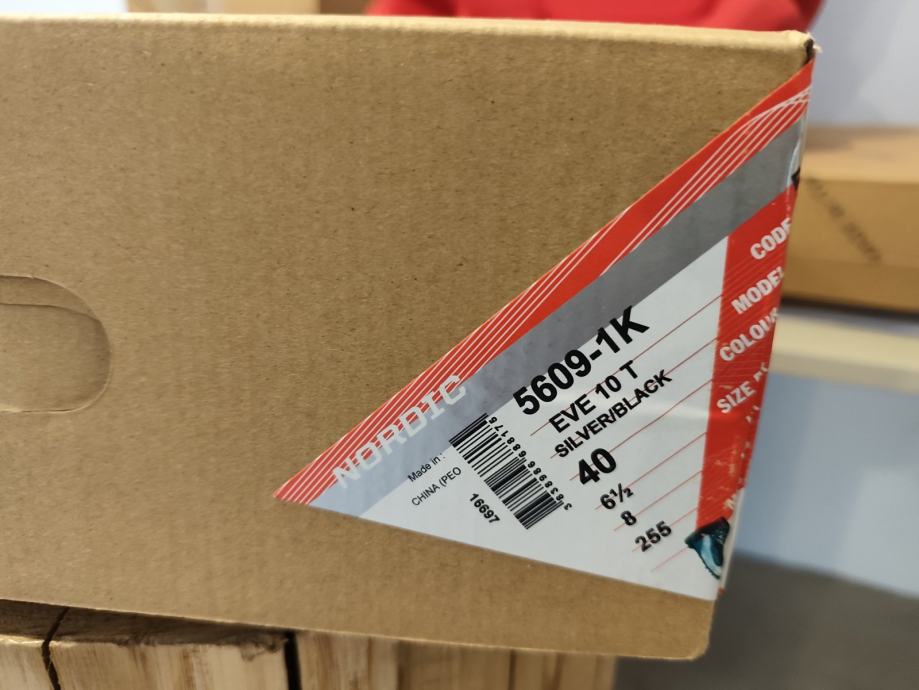 NORDIC
CODE
MODEL
COLOUR
SIZE
5609-1K
EVE 10 T
SILVER/BLACK
40
6½
8
255
Made in:
CHINA (PEO
16697